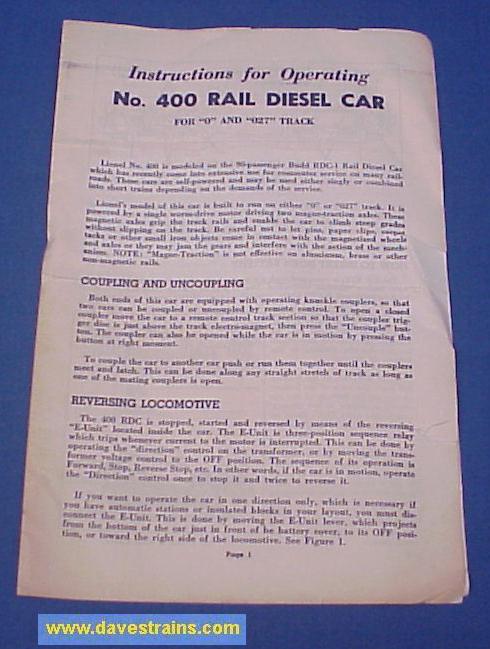 Instructions for Operating
No. 400 RAIL DIESEL CAR
FOR "O" AND "027" TRACK
Lionel No. 400 is modeled on the 90-passenger Budd RDC-1 Rail Diesel Car
which has recently come into extensive use for commuter service on many rail-
roads. These cars are self-powered and may be used either singly or combined
into short trains depending on the demands of the service.
Lionel's model of this car is built to run on either "O" or "027" track. It is
powered by a single worm-drive motor driving two magne-traction axles. These
magnetic axles grip the track rails and enable the car to climb steep grades
without slipping on the track. Be careful not to let pins, paper clips, carpet
tacks or other small iron objects come in contact with the magnetized wheels
and axles or they may jam the gears and interfere with the action of the mech-
anism. NOTE: "Magne-Traction" is not effective on aluminum, brass or other
non-magnetic rails.
COUPLING AND UNCOUPLING
Both ends of this car are equipped with operating knuckle couplers, so that
two cars can be coupled or uncoupled by remote control. To open a closed
coupler move the car to a remote control track section so that the coupler trig-
ger disc is just above the track electro-magnet, then press the "Uncouple" but-
ton. The coupler can also be opened while the car is in motion by pressing the
button at right moment.
To couple the car to another car push or run them together until the couplers
meet and latch. This can be done along any straight stretch of track as long as
one of the mating couplers is open.
REVERSING LOCOMOTIVE
The 400 RDC is stopped, started and reversed by means of the reversing
"E-Unit" located inside the car. The E-Unit is three-position sequence relay
which trips whenever current to the motor is interrupted. This can be done by
operating the "direction" control on the transformer, or by moving the trans-
former voltage control to the OFF position. The sequence of its operation is
Forward, Stop, Reverse Stop, etc. In other words, if the car is in motion, operate
the "Direction" control once to stop it and twice to reverse it.
If you want to operate the car in one direction only, which is necessary if
you have automatic stations or insulated blocks in your layout, you must dis-
connect the E-Unit. This is done by moving the E-Unit lever, which projects
from the bottom of the car just in front of he battery cover, to its OFF posi-
tion, or toward the right side of the locomotive. See Figure 1.
Page 1
www.davestrains.com